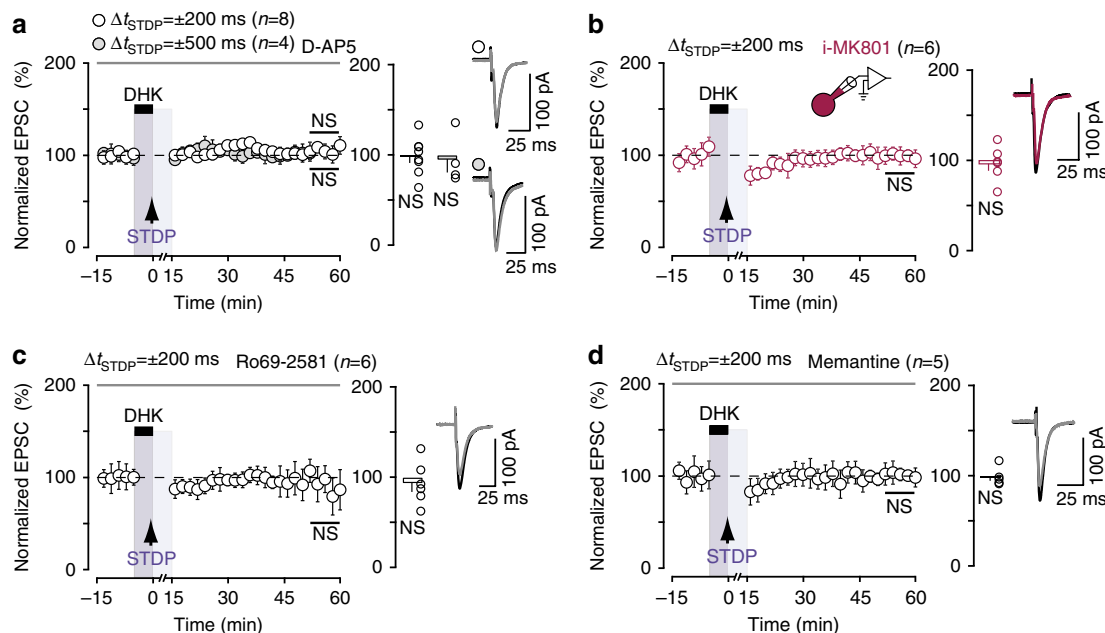 a
Δt_STDP=±200 ms (n=8)
Δt_STDP=±500 ms (n=4) D-AP5
Normalized EPSC (%)
200
100
0
DHK
NS
NS
STDP
–15 0 15 30 45 60
Time (min)
200
100
0
NS NS
100 pA
25 ms
100 pA
25 ms
b
Δt_STDP=±200 ms i-MK801 (n=6)
Normalized EPSC (%)
200
100
0
DHK
NS
STDP
–15 0 15 30 45 60
Time (min)
200
100
0
NS
100 pA
25 ms
c
Δt_STDP=±200 ms Ro69-2581 (n=6)
Normalized EPSC (%)
200
100
0
DHK
NS
STDP
–15 0 15 30 45 60
Time (min)
200
100
0
NS
100 pA
25 ms
d
Δt_STDP=±200 ms Memantine (n=5)
Normalized EPSC (%)
200
100
0
DHK
NS
STDP
–15 0 15 30 45 60
Time (min)
200
100
0
NS
100 pA
25 ms